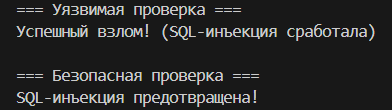 === Уязвимая проверка ===
Успешный взлом! (SQL-инъекция сработала)
=== Безопасная проверка ===
SQL-инъекция предотвращена!